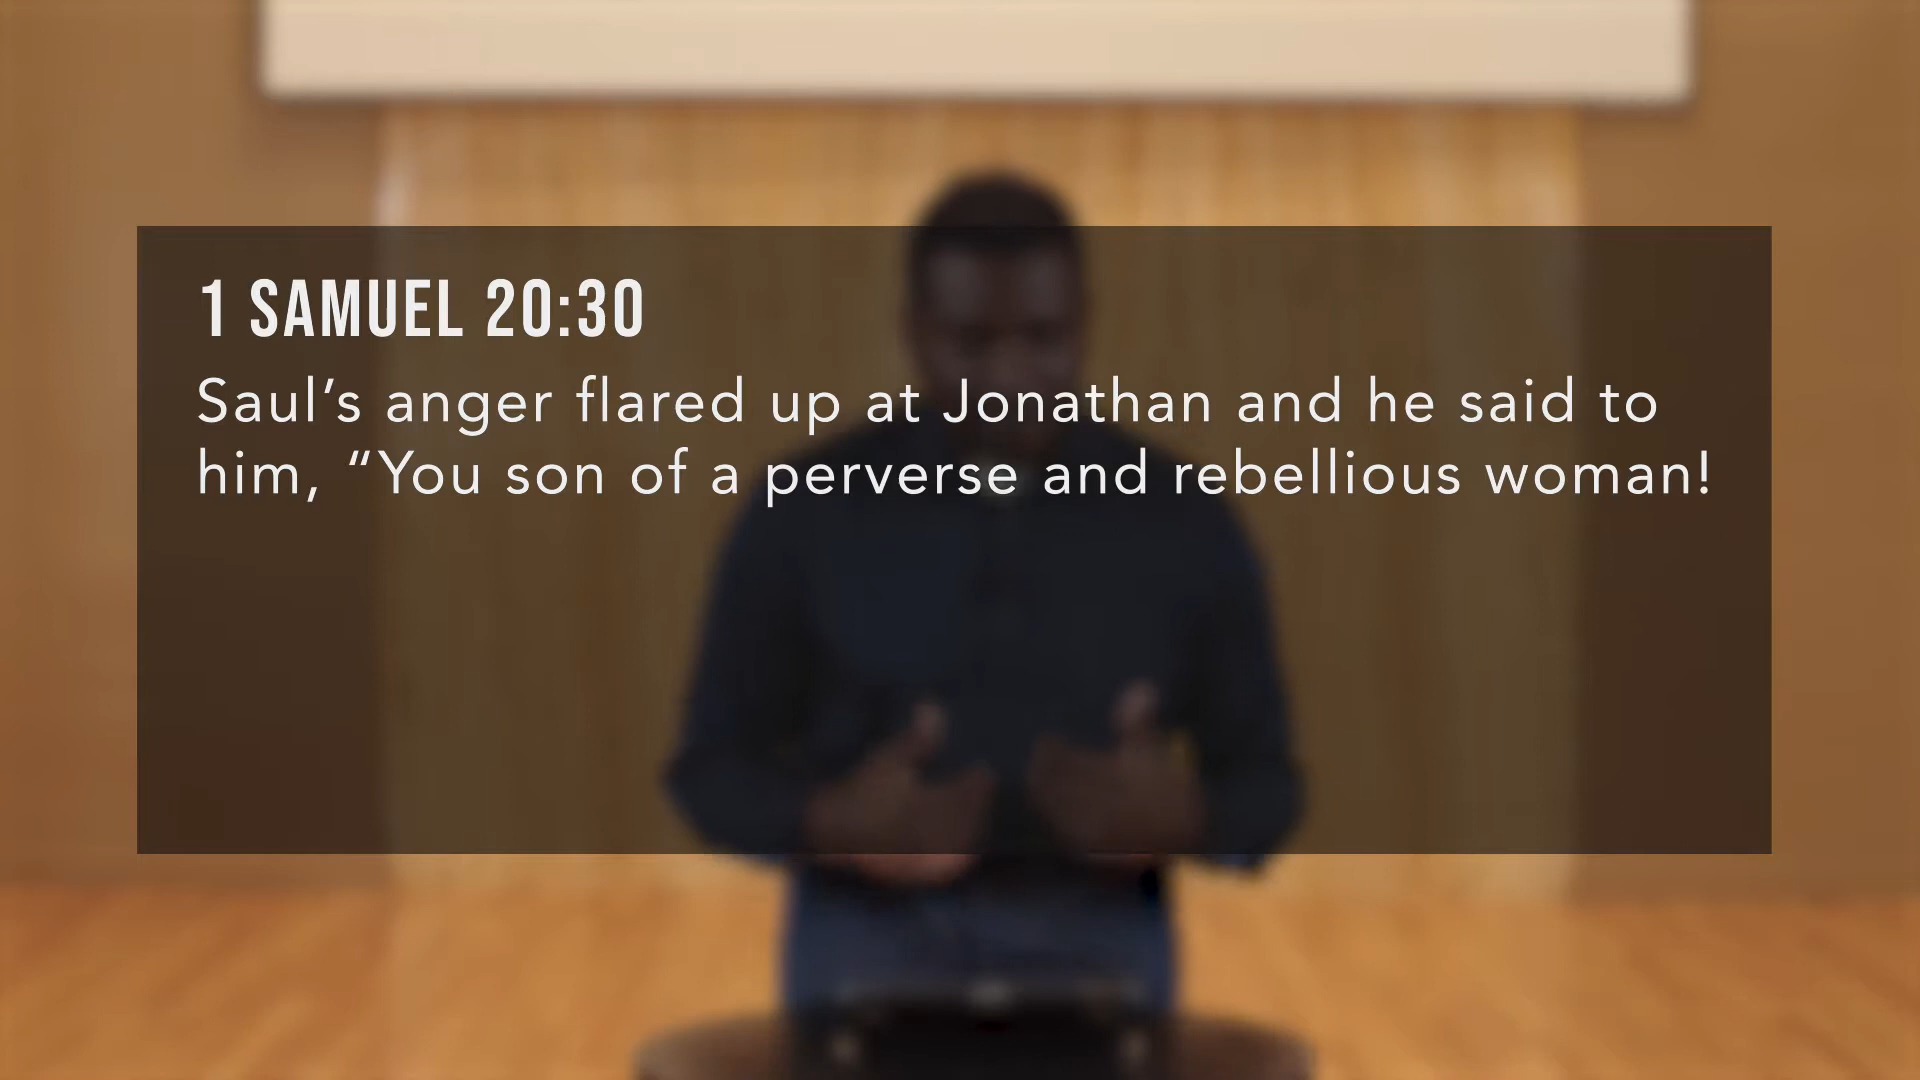 1 SAMUEL 20:30
Saul’s anger flared up at Jonathan and he said to
him, “You son of a perverse and rebellious woman!